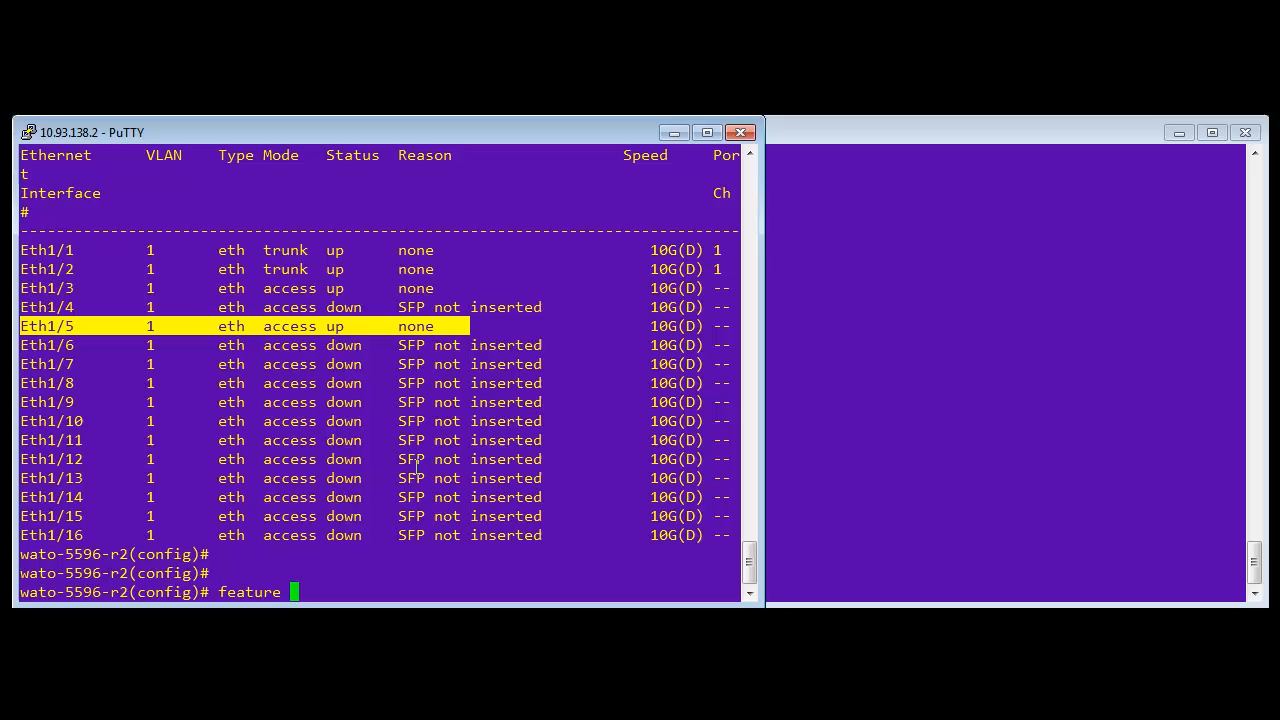 10.93.138.2 - PuTTY
Ethernet VLAN Type Mode Status Reason Speed Por
t
Interface Ch
#
--------------------------------------------------------------------------------
Eth1/1 1 eth trunk up none 10G(D) 1
Eth1/2 1 eth trunk up none 10G(D) 1
Eth1/3 1 eth access up none 10G(D) --
Eth1/4 1 eth access down SFP not inserted 10G(D) --
Eth1/5 1 eth access up none 10G(D) --
Eth1/6 1 eth access down SFP not inserted 10G(D) --
Eth1/7 1 eth access down SFP not inserted 10G(D) --
Eth1/8 1 eth access down SFP not inserted 10G(D) --
Eth1/9 1 eth access down SFP not inserted 10G(D) --
Eth1/10 1 eth access down SFP not inserted 10G(D) --
Eth1/11 1 eth access down SFP not inserted 10G(D) --
Eth1/12 1 eth access down SFP not inserted 10G(D) --
Eth1/13 1 eth access down SFP not inserted 10G(D) --
Eth1/14 1 eth access down SFP not inserted 10G(D) --
Eth1/15 1 eth access down SFP not inserted 10G(D) --
Eth1/16 1 eth access down SFP not inserted 10G(D) --
wato-5596-r2(config)#
wato-5596-r2(config)#
wato-5596-r2(config)# feature